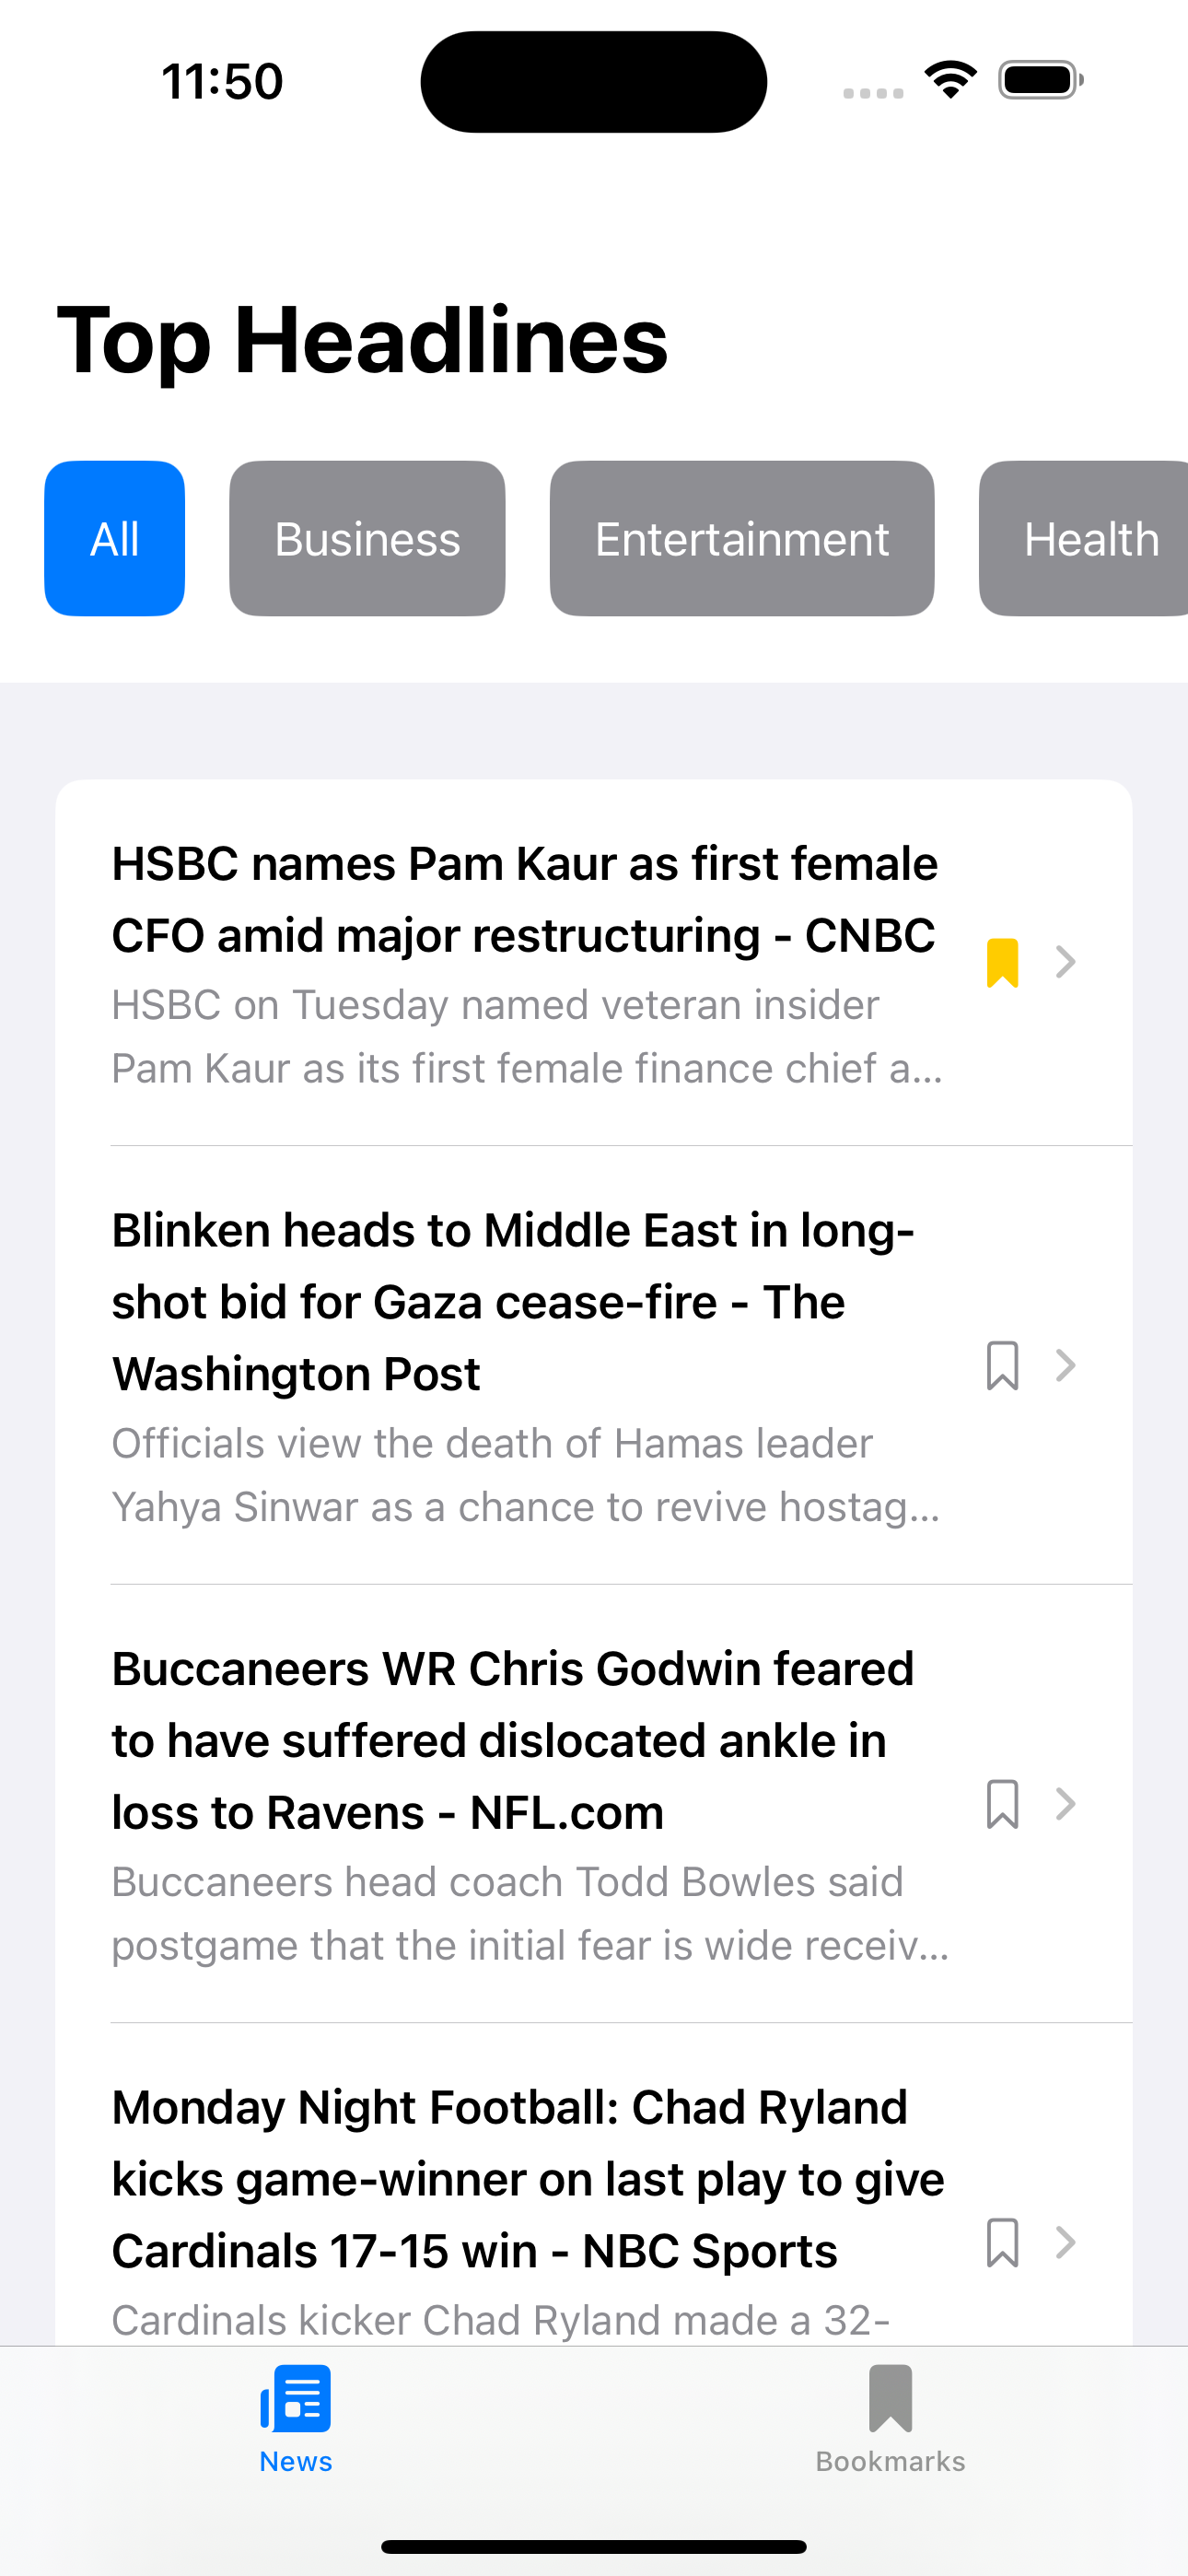 11:50
Top Headlines
All
Business
Entertainment
Health
HSBC names Pam Kaur as first female
CFO amid major restructuring - CNBC
HSBC on Tuesday named veteran insider
Pam Kaur as its first female finance chief a...
Blinken heads to Middle East in long-
shot bid for Gaza cease-fire - The
Washington Post
Officials view the death of Hamas leader
Yahya Sinwar as a chance to revive hostag...
Buccaneers WR Chris Godwin feared
to have suffered dislocated ankle in
loss to Ravens - NFL.com
Buccaneers head coach Todd Bowles said
postgame that the initial fear is wide receiv...
Monday Night Football: Chad Ryland
kicks game-winner on last play to give
Cardinals 17-15 win - NBC Sports
Cardinals kicker Chad Ryland made a 32-
News
Bookmarks